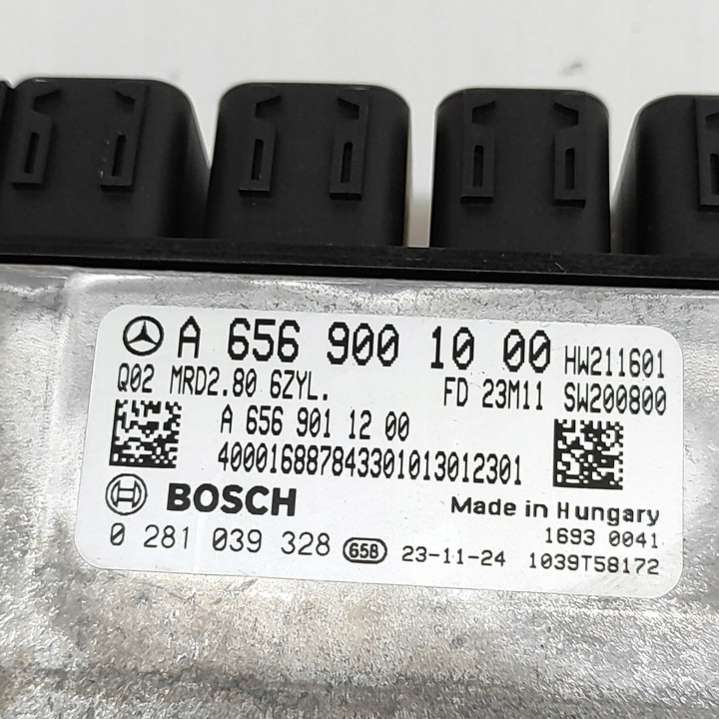 A 656 900 10 00 HW211601
Q02 MRD2.80 6ZYL. FD 23M11 SW200800
A 656 901 12 00
400016887843301013012301
BOSCH Made in Hungary
1693 0041
0 281 039 328 658 23-11-24 1039T58172